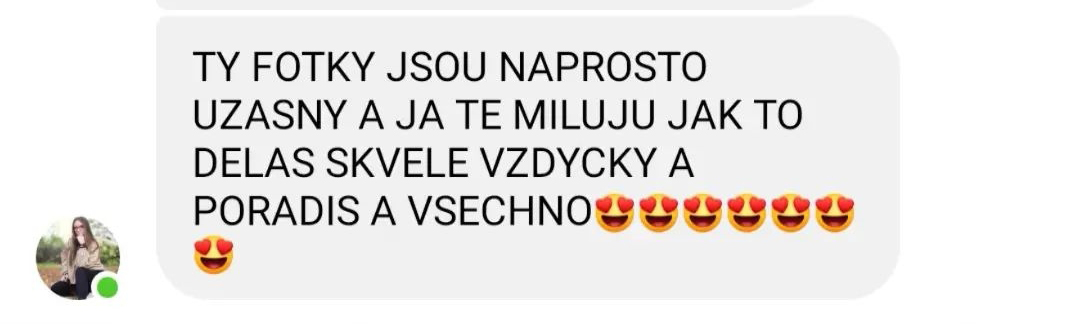 TY FOTKY JSOU NAPROSTO
UZASNY A JA TE MILUJU JAK TO
DELAS SKVELE VZDYCKY A
PORADIS A VSECHNO😍😍😍😍😍😍
😍